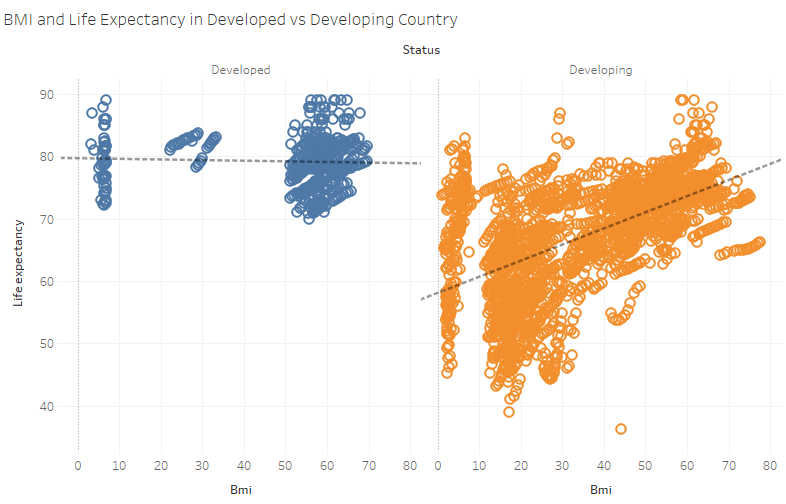 BMI and Life Expectancy in Developed vs Developing Country
Status
Developed Developing
90
80
70
60
50
40
Life expectancy
0 10 20 30 40 50 60 70 80 0 10 20 30 40 50 60 70 80
Bmi Bmi